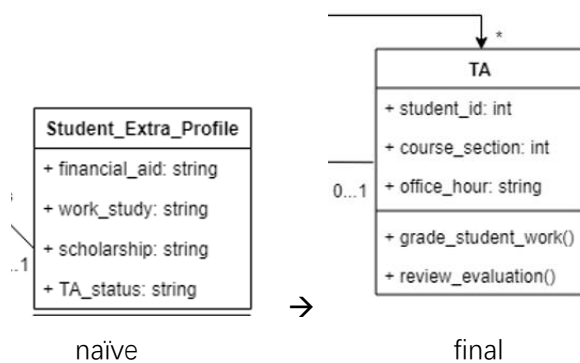 Student_Extra_Profile
+ financial_aid: string
+ work_study: string
+ scholarship: string
+ TA_status: string
...1
→
*
TA
+ student_id: int
+ course_section: int
+ office_hour: string
0...1
+ grade_student_work()
+ review_evaluation()
naïve
final